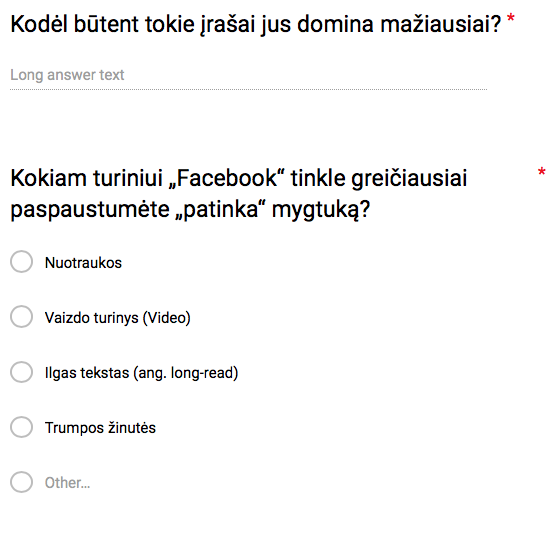 Kodėl būtent tokie įrašai jus domina mažiausiai? *
Long answer text
Kokiam turiniui „Facebook“ tinkle greičiausiai *
paspaustumėte „patinka“ mygtuką?
Nuotraukos
Vaizdo turinys (Video)
Ilgas tekstas (ang. long-read)
Trumpos žinutės
Other...